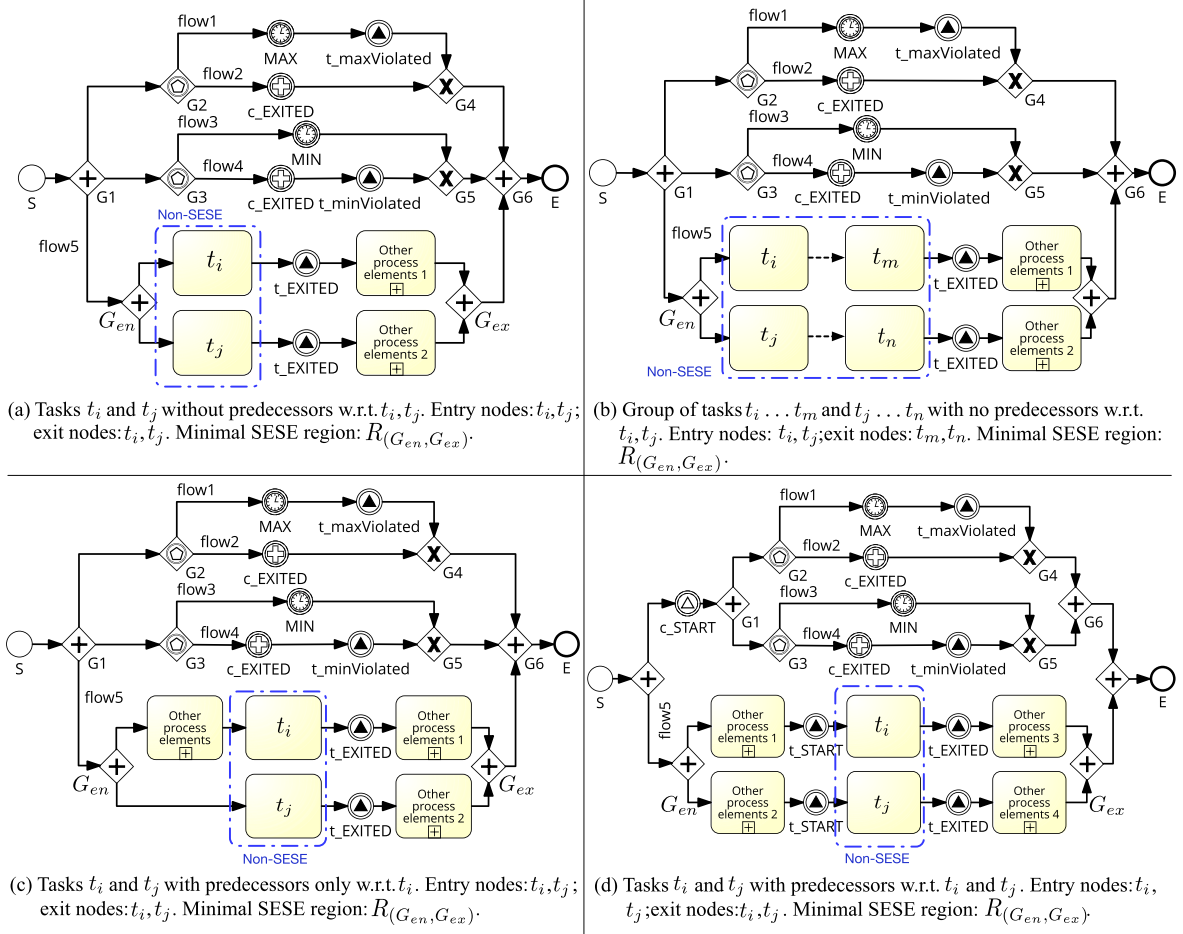 flow1
MAX
t_maxViolated
flow2
G2
c_EXITED
G4
flow3
MIN
flow4
S
G1
G3
c_EXITED
t_minViolated
G5
G6
E
Non-SESE
flow5
t_i
t_EXITED
Other
process
elements 1
G_en
G_ex
t_j
t_EXITED
Other
process
elements 2
(a) Tasks t_i and t_j without predecessors w.r.t. t_i, t_j. Entry nodes: t_i, t_j;
exit nodes: t_i, t_j. Minimal SESE region: R_(G_en,G_ex).
flow1
MAX
t_maxViolated
flow2
G2
c_EXITED
G4
flow3
MIN
flow4
S
G1
G3
c_EXITED
t_minViolated
G5
G6
E
flow5
t_i
t_m
t_EXITED
Other
process
elements 1
G_en
t_j
t_n
t_EXITED
Other
process
elements 2
Non-SESE
(b) Group of tasks t_i ... t_m and t_j ... t_n with no predecessors w.r.t.
t_i, t_j. Entry nodes: t_i, t_j; exit nodes: t_m, t_n. Minimal SESE region:
R_(G_en,G_ex).
flow1
MAX
t_maxViolated
flow2
G2
c_EXITED
G4
flow3
MIN
flow4
S
G1
G3
c_EXITED
t_minViolated
G5
G6
E
flow5
Other
process
elements
t_i
t_EXITED
Other
process
elements 1
G_en
G_ex
t_j
t_EXITED
Other
process
elements 2
Non-SESE
(c) Tasks t_i and t_j with predecessors only w.r.t. t_i. Entry nodes: t_i, t_j;
exit nodes: t_i, t_j. Minimal SESE region: R_(G_en,G_ex).
flow1
MAX
t_maxViolated
flow2
G2
c_EXITED
G4
c_START
flow3
MIN
G1
G6
flow4
G3
c_EXITED
t_minViolated
G5
S
E
flow5
Other
process
elements 1
t_START
t_i
t_EXITED
Other
process
elements 3
G_en
G_ex
Other
process
elements 2
t_START
t_j
t_EXITED
Other
process
elements 4
Non-SESE
(d) Tasks t_i and t_j with predecessors w.r.t. t_i and t_j. Entry nodes: t_i,
t_j; exit nodes: t_i, t_j. Minimal SESE region: R_(G_en,G_ex).